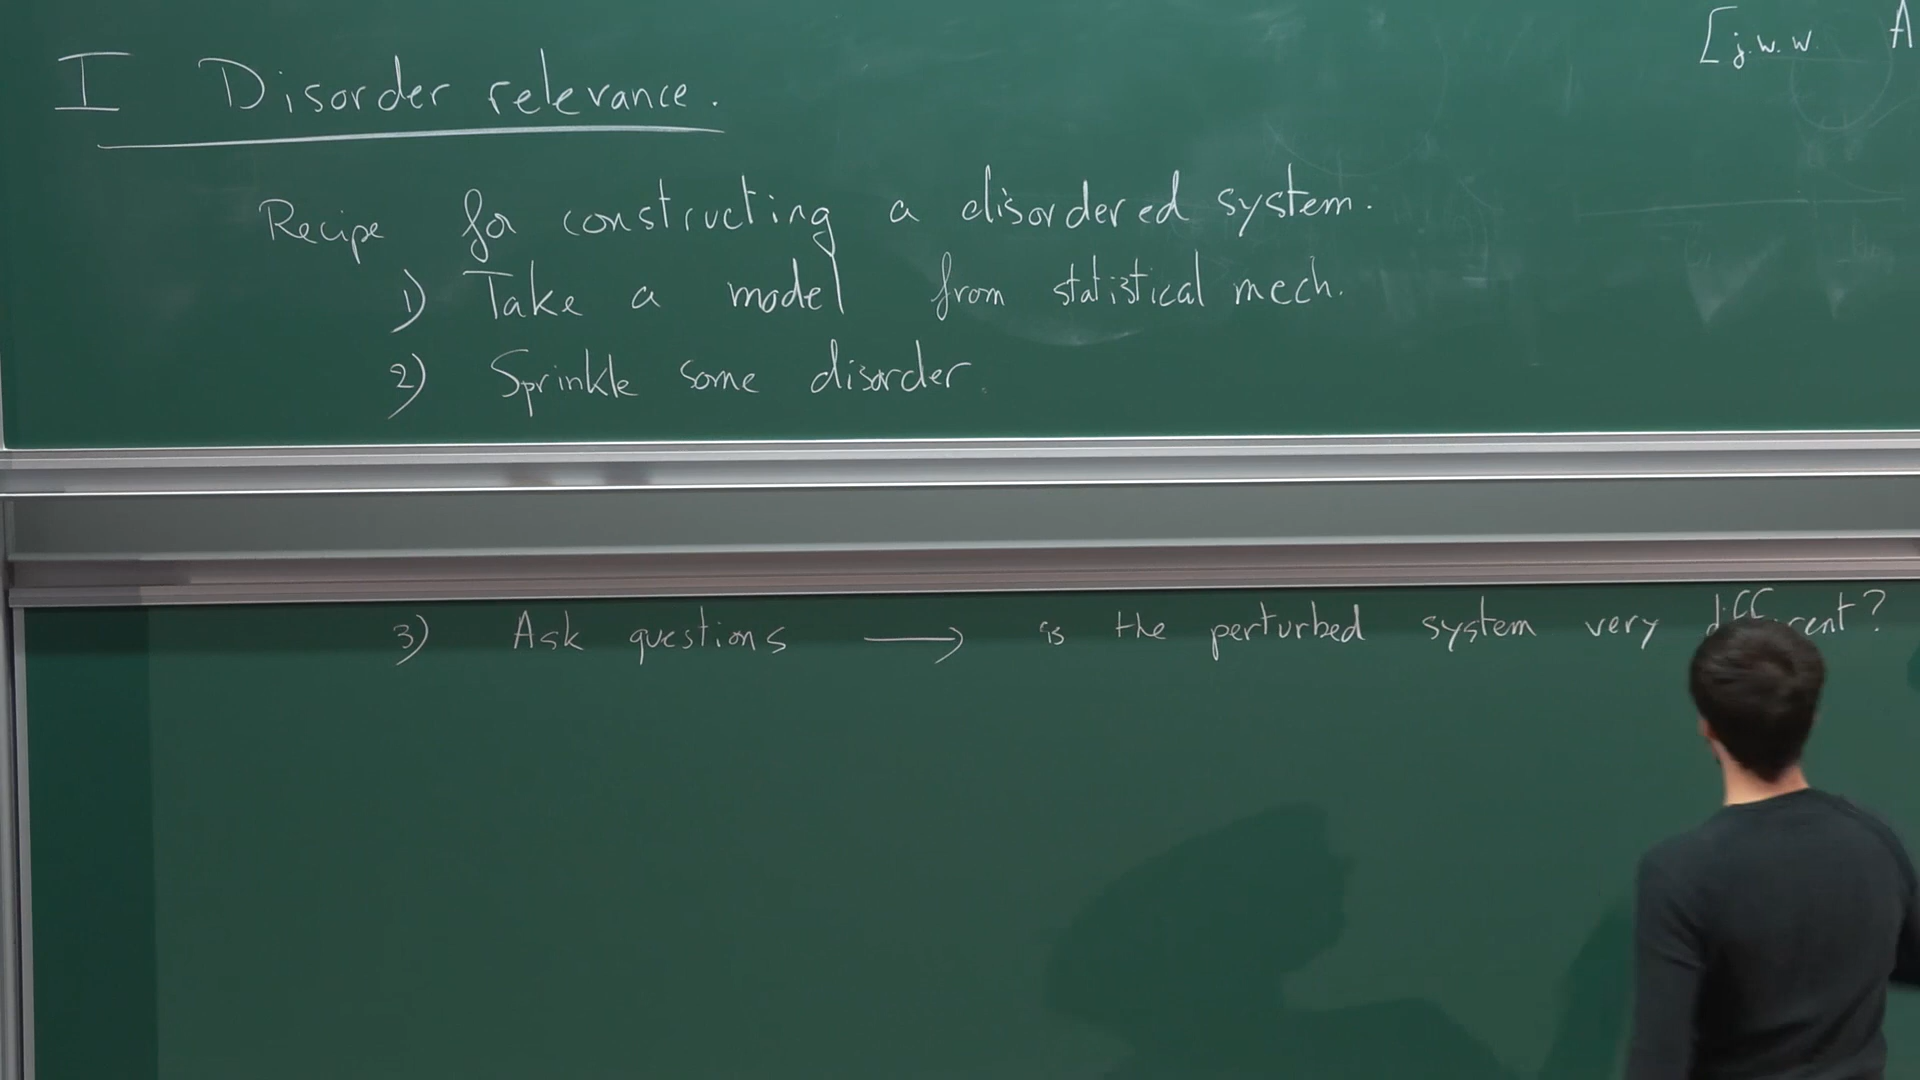 [j.w.w. A
I Disorder relevance.
Recipe for constructing a disordered system.
1) Take a model from statistical mech.
2) Sprinkle some disorder.
3) Ask questions → is the perturbed system very different?